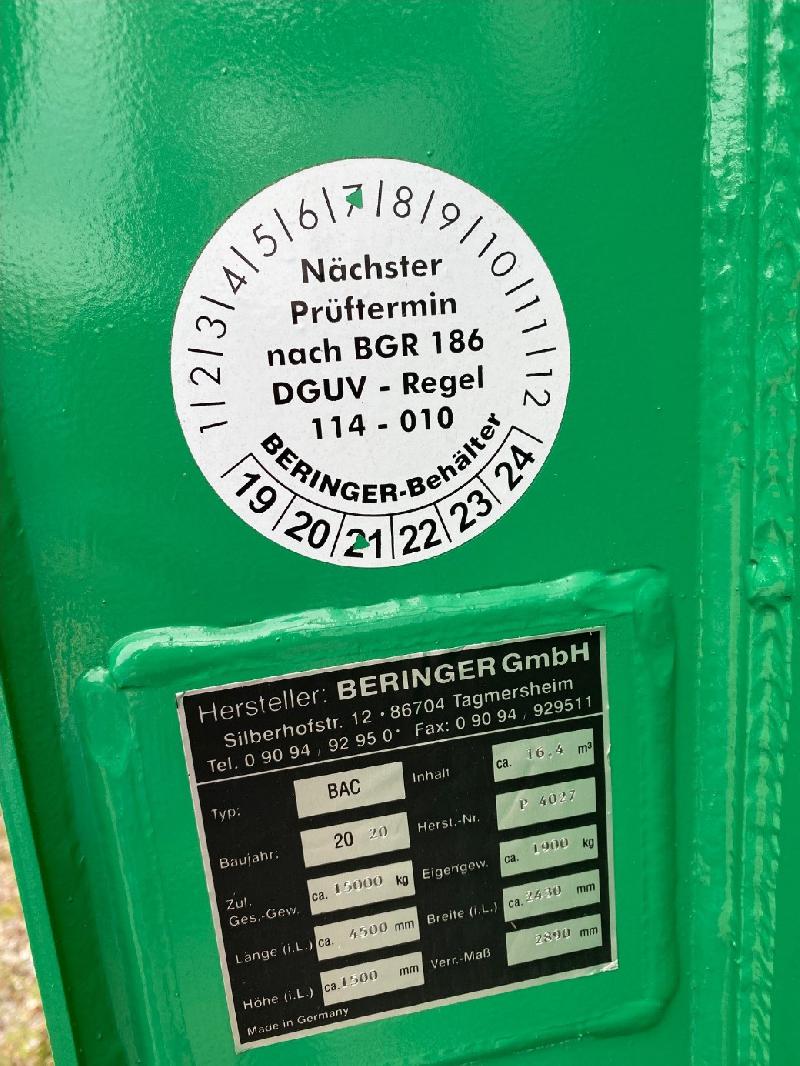 1|2|3|4|5|6|7|8|9|10|11|12
Nächster
Prüftermin
nach BGR 186
DGUV - Regel
114 - 010
BERINGER-Behälter
19 20 21 22 23 24
Hersteller: BERINGER GmbH
Silberhofstr. 12 · 86704 Tagmersheim
Tel. 0 90 94 / 92 95 0 · Fax: 0 90 94 / 929511
Typ: BAC Inhalt ca. 16,4 m³
Baujahr: 20 20 Herst.-Nr. P 4027
Zul.
Ges.-Gew. ca. 15000 kg Eigengew. ca. 1900 kg
Länge (i.L.) ca. 4500 mm Breite (i.L.) ca. 2430 mm
Höhe (i.L.) ca. 1500 mm Verr.-Maß 2890 mm
Made in Germany